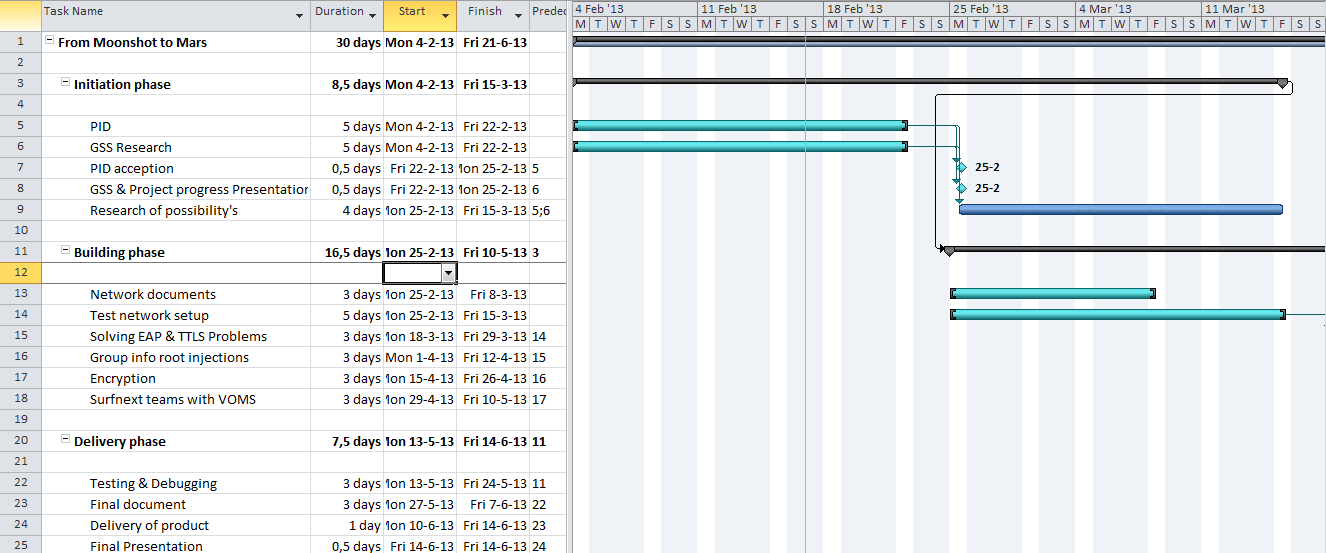 Task Name Duration Start Finish Predec 4 Feb '13 11 Feb '13 18 Feb '13 25 Feb '13 4 Mar '13 11 Mar '13
M T W T F S S M T W T F S S M T W T F S S M T W T F S S M T W T F S S M T W T F S S
1 From Moonshot to Mars 30 days Mon 4-2-13 Fri 21-6-13
2
3 Initiation phase 8,5 days Mon 4-2-13 Fri 15-3-13
4
5 PID 5 days Mon 4-2-13 Fri 22-2-13
6 GSS Research 5 days Mon 4-2-13 Fri 22-2-13
7 PID acception 0,5 days Fri 22-2-13 Mon 25-2-13 5 25-2
8 GSS & Project progress Presentation 0,5 days Fri 22-2-13 Mon 25-2-13 6 25-2
9 Research of possibility's 4 days Mon 25-2-13 Fri 15-3-13 5;6
10
11 Building phase 16,5 days Mon 25-2-13 Fri 10-5-13 3
12
13 Network documents 3 days Mon 25-2-13 Fri 8-3-13
14 Test network setup 5 days Mon 25-2-13 Fri 15-3-13
15 Solving EAP & TTLS Problems 3 days Mon 18-3-13 Fri 29-3-13 14
16 Group info root injections 3 days Mon 1-4-13 Fri 12-4-13 15
17 Encryption 3 days Mon 15-4-13 Fri 26-4-13 16
18 Surfnext teams with VOMS 3 days Mon 29-4-13 Fri 10-5-13 17
19
20 Delivery phase 7,5 days Mon 13-5-13 Fri 14-6-13 11
21
22 Testing & Debugging 3 days Mon 13-5-13 Fri 24-5-13 11
23 Final document 3 days Mon 27-5-13 Fri 7-6-13 22
24 Delivery of product 1 day Mon 10-6-13 Fri 14-6-13 23
25 Final Presentation 0,5 days Fri 14-6-13 Fri 14-6-13 24